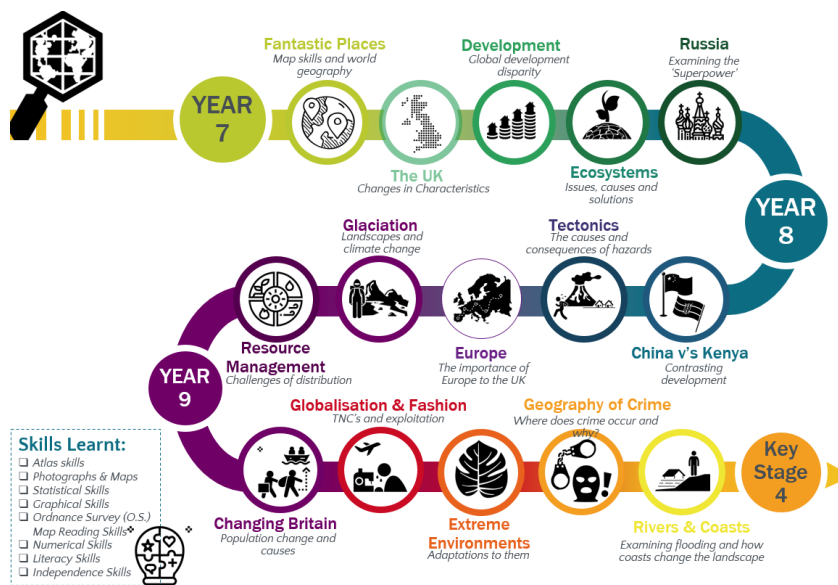 YEAR
7
Fantastic Places
Map skills and world
geography
The UK
Changes in Characteristics
Development
Global development
disparity
Ecosystems
Issues, causes and
solutions
Russia
Examining the
'Superpower'
YEAR
8
China v's Kenya
Contrasting
development
Tectonics
The causes and
consequences of hazards
Europe
The importance of
Europe to the UK
Glaciation
Landscapes and
climate change
Resource
Management
Challenges of distribution
YEAR
9
Changing Britain
Population change and
causes
Globalisation & Fashion
TNC's and exploitation
Extreme
Environments
Adaptations to them
Geography of Crime
Where does crime occur and
why?
Rivers & Coasts
Examining flooding and how
coasts change the landscape
Key
Stage
4
Skills Learnt:
Atlas skills
Photographs & Maps
Statistical Skills
Graphical Skills
Ordnance Survey (O.S.)
Map Reading Skills
Numerical Skills
Literacy Skills
Independence Skills